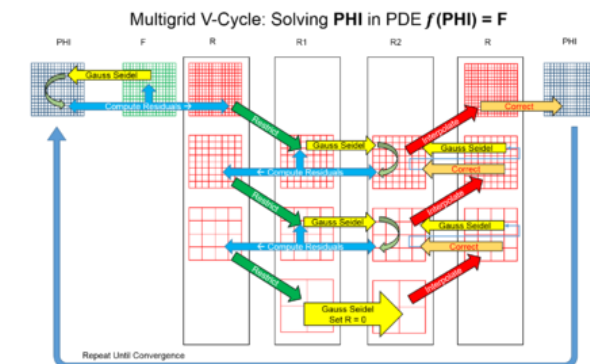 Multigrid V-Cycle: Solving PHI in PDE f(PHI) = F
PHI F R R1 R2 R PHI
Gauss Seidel
Compute Residuals →
Correct
Restrict
Interpolate
Gauss Seidel
Gauss Seidel
← Compute Residuals
Correct
Restrict
Interpolate
Gauss Seidel
Gauss Seidel
← Compute Residuals
Correct
Restrict
Interpolate
Gauss Seidel
Set R = 0
Repeat Until Convergence